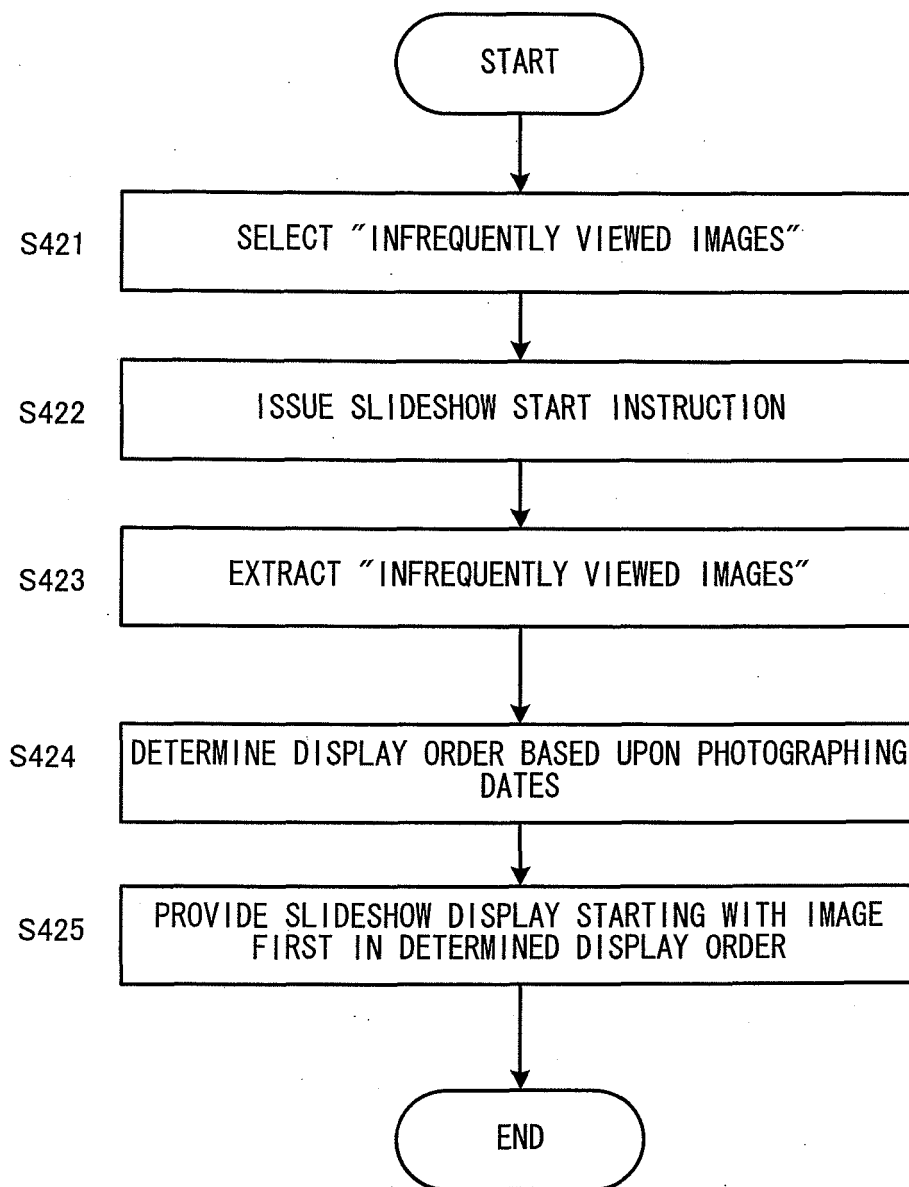 START
S421
SELECT "INFREQUENTLY VIEWED IMAGES"
S422
ISSUE SLIDESHOW START INSTRUCTION
S423
EXTRACT "INFREQUENTLY VIEWED IMAGES"
S424
DETERMINE DISPLAY ORDER BASED UPON PHOTOGRAPHING
DATES
S425
PROVIDE SLIDESHOW DISPLAY STARTING WITH IMAGE
FIRST IN DETERMINED DISPLAY ORDER
END